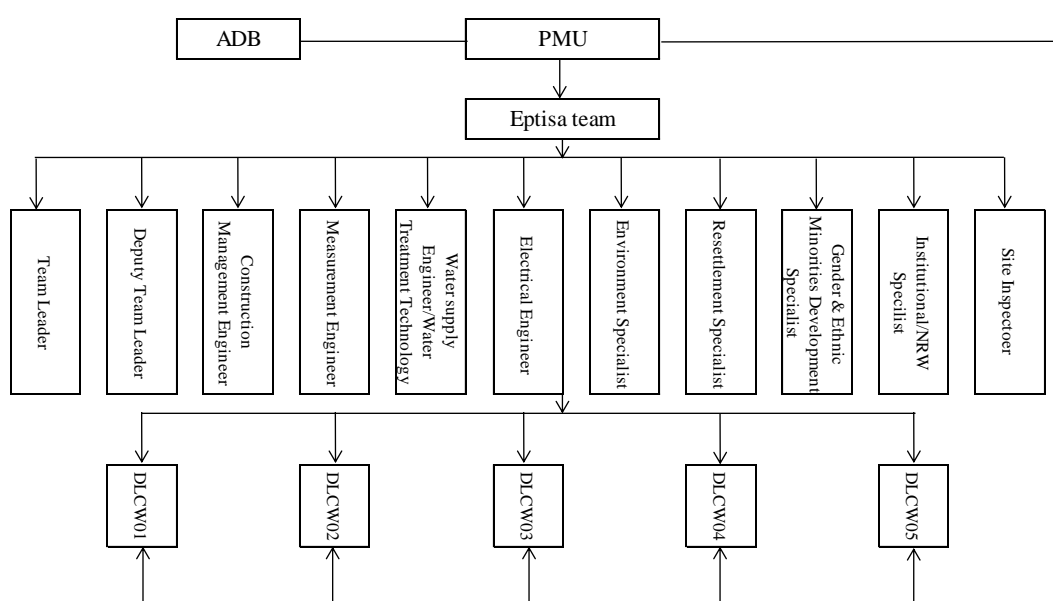 ADB
PMU
Eptisa team
Team Leader
Deputy Team Leader
Construction
Management Engineer
Measurement Engineer
Water supply
Engineer/Water
Treatment Technology
Electrical Engineer
Environment Specialist
Resettlement Specialist
Gender & Ethnic
Minorities Development
Specialist
Institutional/NRW
Specilist
Site Inspectoer
DLCW01
DLCW02
DLCW03
DLCW04
DLCW05